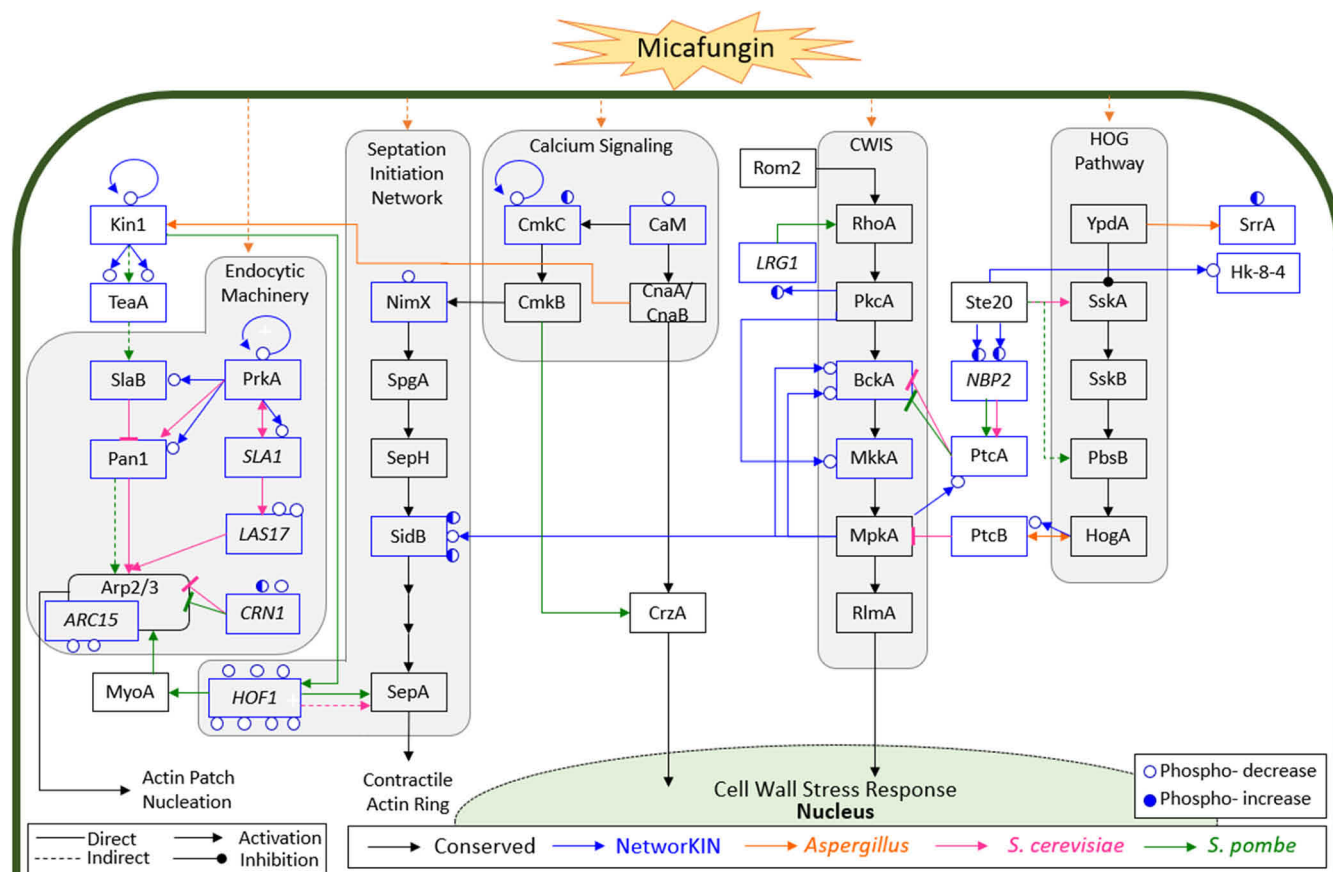 Micafungin
Septation
Initiation
Network
Calcium Signaling
CWIS
HOG
Pathway
Rom2
Kin1
CmkC
CaM
RhoA
YpdA
SrrA
LRG1
Hk-8-4
Endocytic
Machinery
TeaA
NimX
CmkB
CnaA/
CnaB
PkcA
Ste20
SskA
SlaB
PrkA
SpgA
BckA
NBP2
SskB
Pan1
SLA1
SepH
MkkA
PtcA
PbsB
LAS17
SidB
MpkA
PtcB
HogA
Arp2/3
ARC15
CRN1
CrzA
RlmA
MyoA
HOF1
SepA
Actin Patch
Nucleation
Contractile
Actin Ring
Cell Wall Stress Response
Nucleus
Phospho- decrease
Phospho- increase
Direct
Activation
Indirect
Inhibition
Conserved
NetworKIN
Aspergillus
S. cerevisiae
S. pombe